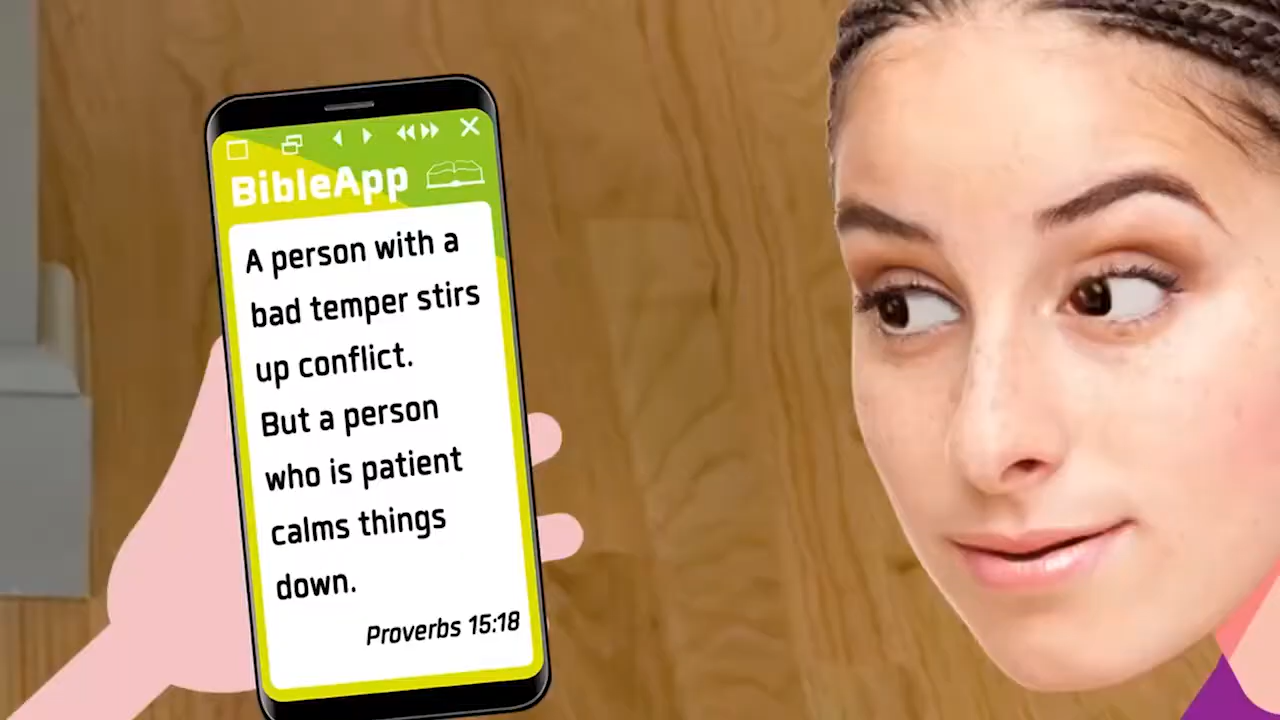 BibleApp
A person with a
bad temper stirs
up conflict.
But a person
who is patient
calms things
down.
Proverbs 15:18